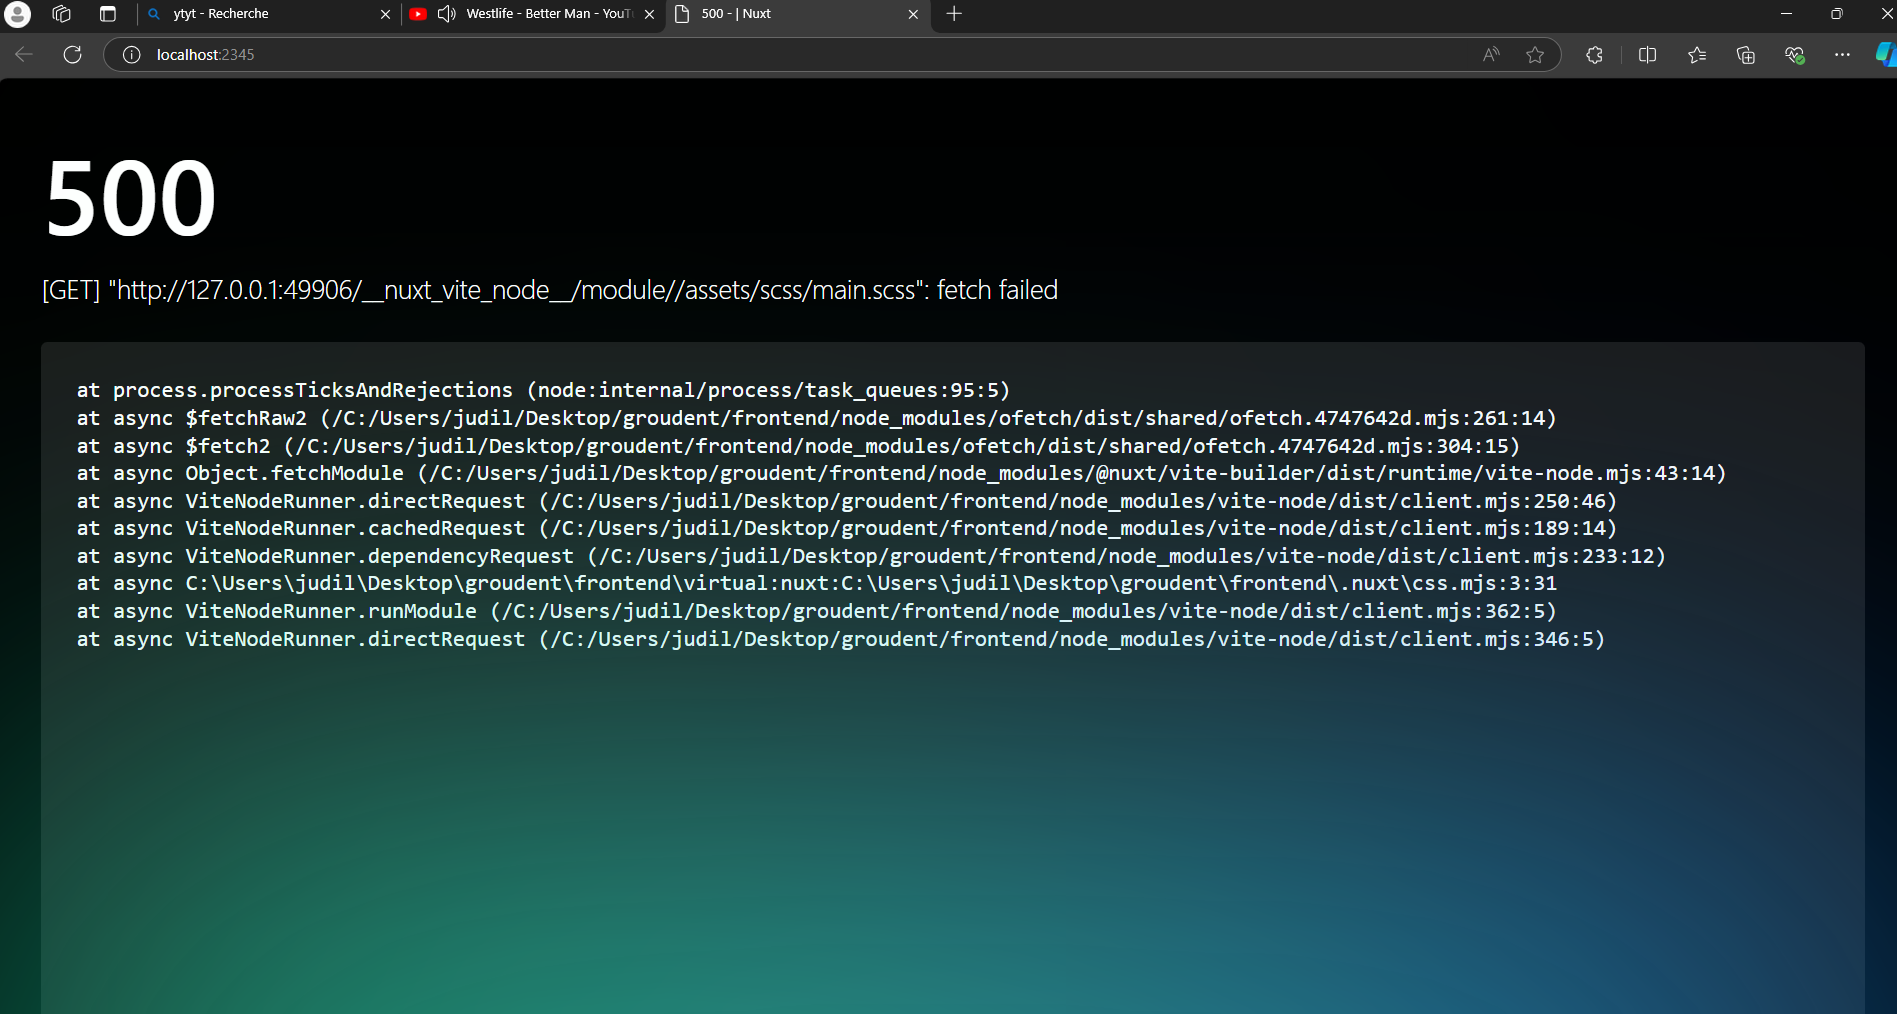 ytyt - Recherche
Westlife - Better Man - YouT
500 - | Nuxt
localhost:2345
500
[GET] "http://127.0.0.1:49906/__nuxt_vite_node__/module//assets/scss/main.scss": fetch failed
at process.processTicksAndRejections (node:internal/process/task_queues:95:5)
at async $fetchRaw2 (/C:/Users/judil/Desktop/groudent/frontend/node_modules/ofetch/dist/shared/ofetch.4747642d.mjs:261:14)
at async $fetch2 (/C:/Users/judil/Desktop/groudent/frontend/node_modules/ofetch/dist/shared/ofetch.4747642d.mjs:304:15)
at async Object.fetchModule (/C:/Users/judil/Desktop/groudent/frontend/node_modules/@nuxt/vite-builder/dist/runtime/vite-node.mjs:43:14)
at async ViteNodeRunner.directRequest (/C:/Users/judil/Desktop/groudent/frontend/node_modules/vite-node/dist/client.mjs:250:46)
at async ViteNodeRunner.cachedRequest (/C:/Users/judil/Desktop/groudent/frontend/node_modules/vite-node/dist/client.mjs:189:14)
at async ViteNodeRunner.dependencyRequest (/C:/Users/judil/Desktop/groudent/frontend/node_modules/vite-node/dist/client.mjs:233:12)
at async C:\Users\judil\Desktop\groudent\frontend\virtual:nuxt:C:\Users\judil\Desktop\groudent\frontend\.nuxt\css.mjs:3:31
at async ViteNodeRunner.runModule (/C:/Users/judil/Desktop/groudent/frontend/node_modules/vite-node/dist/client.mjs:362:5)
at async ViteNodeRunner.directRequest (/C:/Users/judil/Desktop/groudent/frontend/node_modules/vite-node/dist/client.mjs:346:5)